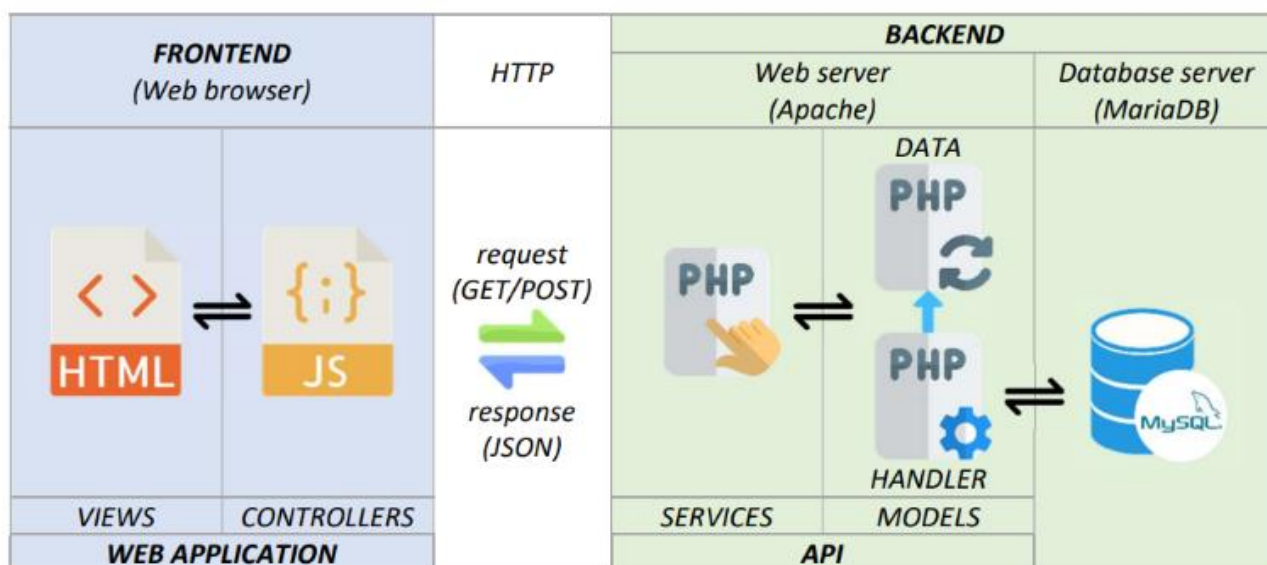 FRONTEND
(Web browser)
HTTP
BACKEND
Web server
(Apache)
Database server
(MariaDB)
< >
HTML
{;}
JS
request
(GET/POST)
response
(JSON)
PHP
DATA
PHP
PHP
HANDLER
MySQL
VIEWS
CONTROLLERS
SERVICES
MODELS
WEB APPLICATION
API